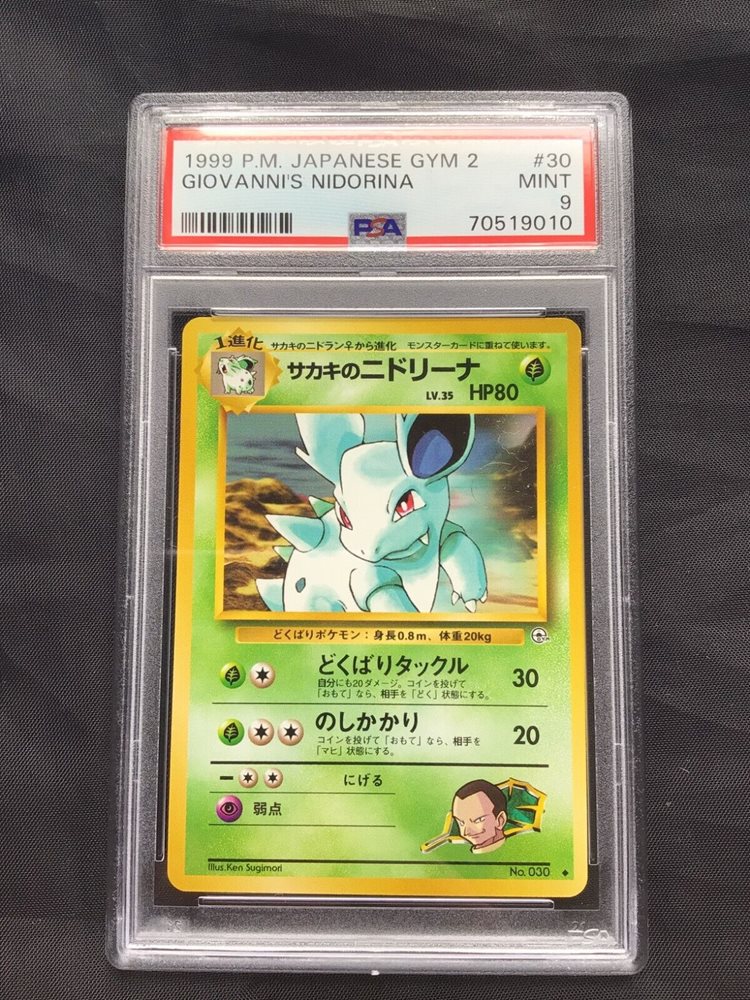 1999 P.M. JAPANESE GYM 2 #30
GIOVANNI'S NIDORINA MINT
9
PSA 70519010
1進化 サカキのニドラン♀から進化 モンスターカードに重ねて使います。
サカキのニドリーナ
LV.35 HP80
どくばりポケモン：身長0.8m、体重20kg
どくばりタックル 30
自分にも20ダメージ。コインを投げて
「おもて」なら、相手を「どく」状態にする。
のしかかり 20
コインを投げて「おもて」なら、相手を
「マヒ」状態にする。
にげる
弱点
Illus.Ken Sugimori No. 030